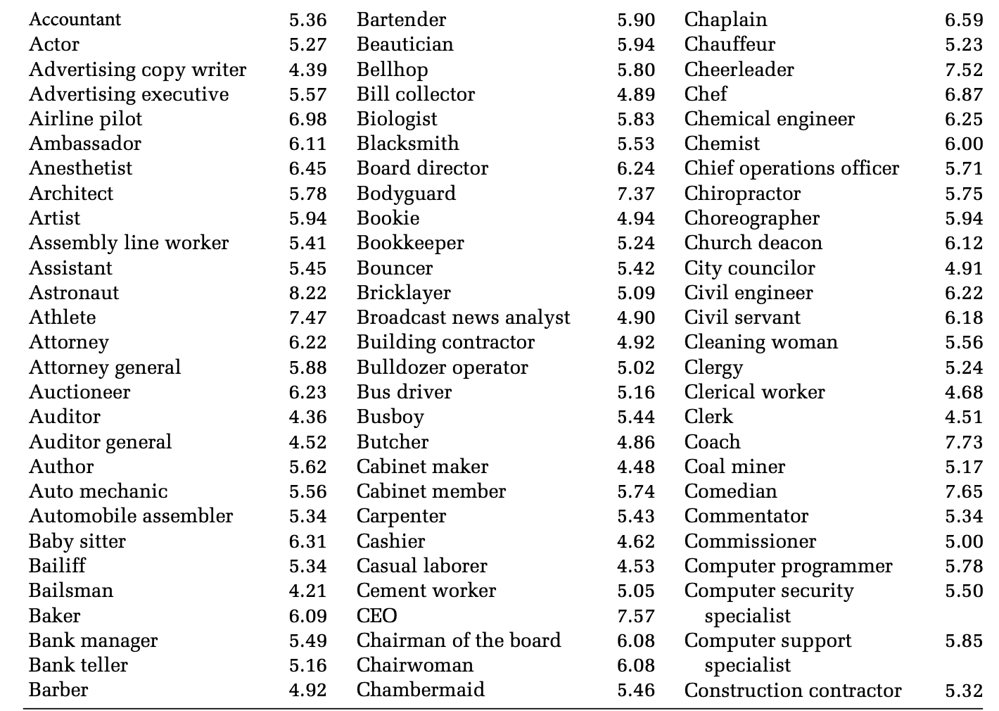 Accountant 5.36 Bartender 5.90 Chaplain 6.59
Actor 5.27 Beautician 5.94 Chauffeur 5.23
Advertising copy writer 4.39 Bellhop 5.80 Cheerleader 7.52
Advertising executive 5.57 Bill collector 4.89 Chef 6.87
Airline pilot 6.98 Biologist 5.83 Chemical engineer 6.25
Ambassador 6.11 Blacksmith 5.53 Chemist 6.00
Anesthetist 6.45 Board director 6.24 Chief operations officer 5.71
Architect 5.78 Bodyguard 7.37 Chiropractor 5.75
Artist 5.94 Bookie 4.94 Choreographer 5.94
Assembly line worker 5.41 Bookkeeper 5.24 Church deacon 6.12
Assistant 5.45 Bouncer 5.42 City councilor 4.91
Astronaut 8.22 Bricklayer 5.09 Civil engineer 6.22
Athlete 7.47 Broadcast news analyst 4.90 Civil servant 6.18
Attorney 6.22 Building contractor 4.92 Cleaning woman 5.56
Attorney general 5.88 Bulldozer operator 5.02 Clergy 5.24
Auctioneer 6.23 Bus driver 5.16 Clerical worker 4.68
Auditor 4.36 Busboy 5.44 Clerk 4.51
Auditor general 4.52 Butcher 4.86 Coach 7.73
Author 5.62 Cabinet maker 4.48 Coal miner 5.17
Auto mechanic 5.56 Cabinet member 5.74 Comedian 7.65
Automobile assembler 5.34 Carpenter 5.43 Commentator 5.34
Baby sitter 6.31 Cashier 4.62 Commissioner 5.00
Bailiff 5.34 Casual laborer 4.53 Computer programmer 5.78
Bailsman 4.21 Cement worker 5.05 Computer security 5.50
Baker 6.09 CEO 7.57 specialist
Bank manager 5.49 Chairman of the board 6.08 Computer support 5.85
Bank teller 5.16 Chairwoman 6.08 specialist
Barber 4.92 Chambermaid 5.46 Construction contractor 5.32